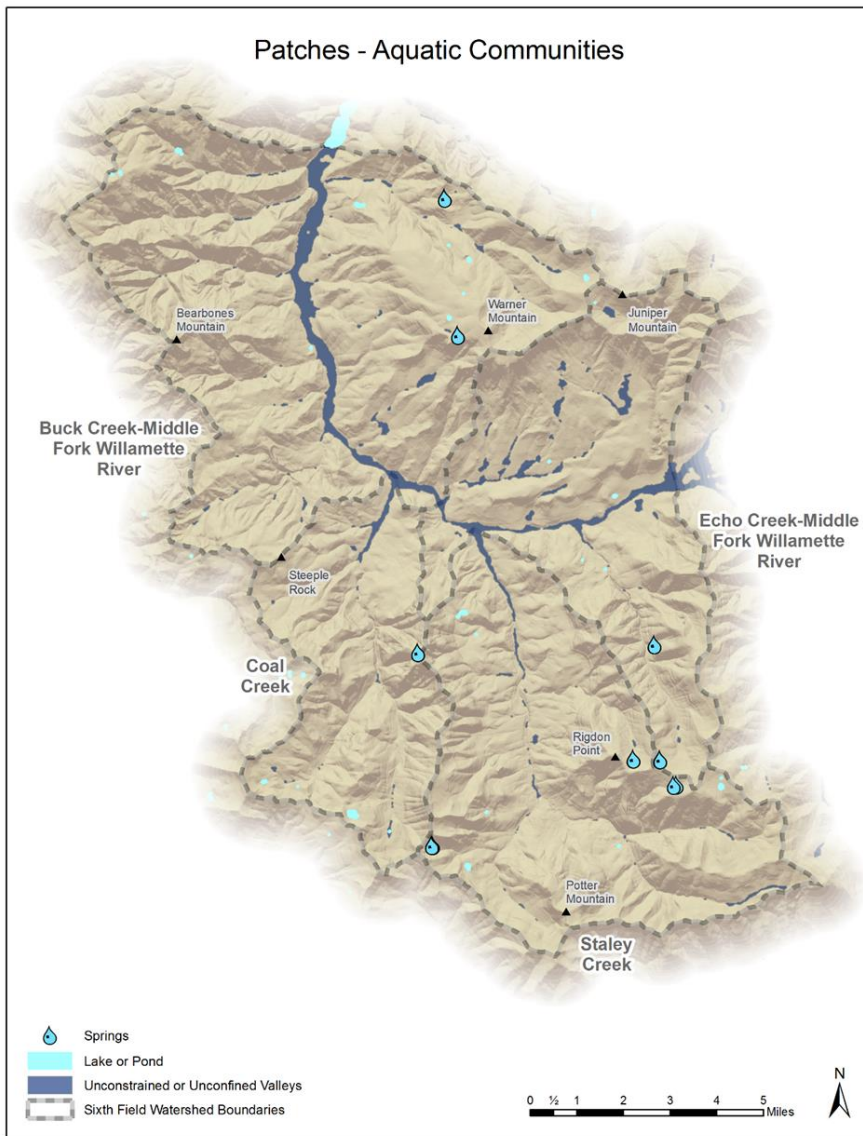 Patches - Aquatic Communities
Bearbones
Mountain
Warner
Mountain
Juniper
Mountain
Buck Creek-Middle
Fork Willamette
River
Echo Creek-Middle
Fork Willamette
River
Steeple
Rock
Coal
Creek
Rigdon
Point
Potter
Mountain
Staley
Creek
Springs
Lake or Pond
Unconstrained or Unconfined Valleys
Sixth Field Watershed Boundaries
0 ½ 1 2 3 4 5
Miles
N